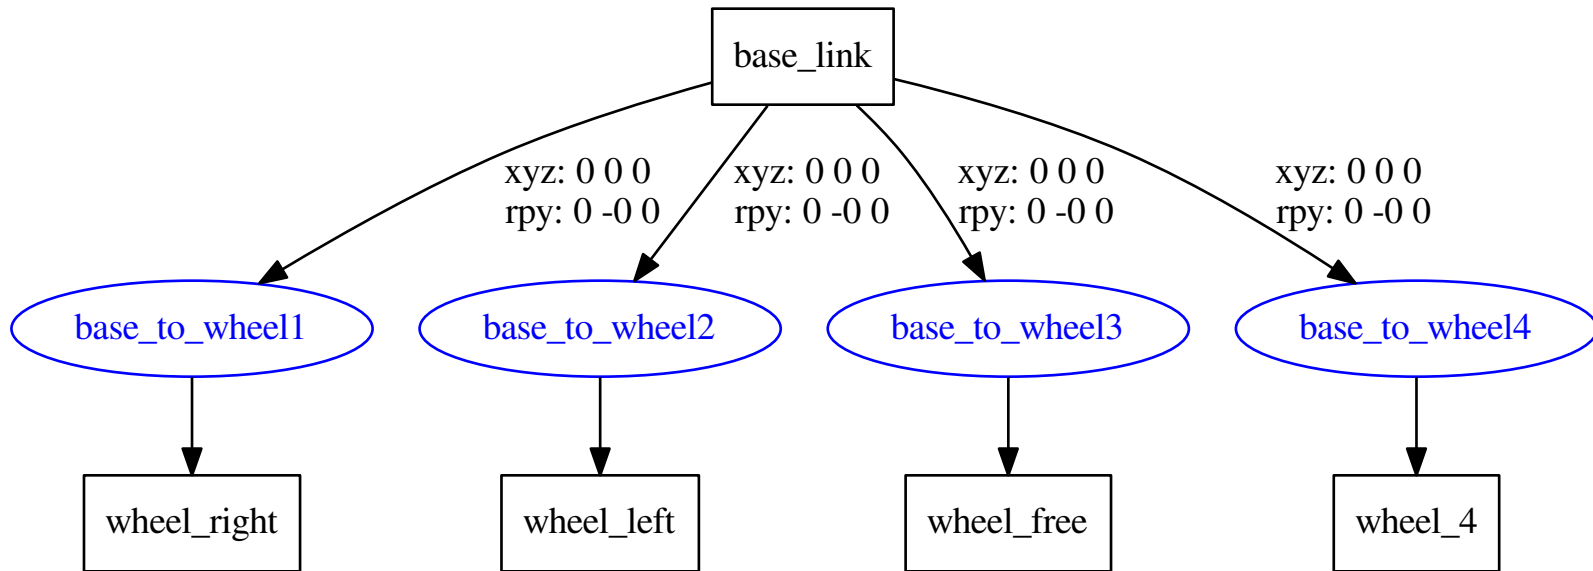 base_link
xyz: 0 0 0
rpy: 0 -0 0
xyz: 0 0 0
rpy: 0 -0 0
xyz: 0 0 0
rpy: 0 -0 0
xyz: 0 0 0
rpy: 0 -0 0
base_to_wheel1
base_to_wheel2
base_to_wheel3
base_to_wheel4
wheel_right
wheel_left
wheel_free
wheel_4